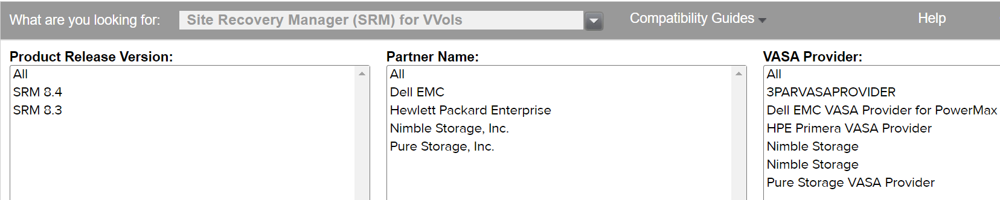 What are you looking for: Site Recovery Manager (SRM) for VVols Compatibility Guides Help
Product Release Version:
All
SRM 8.4
SRM 8.3
Partner Name:
All
Dell EMC
Hewlett Packard Enterprise
Nimble Storage, Inc.
Pure Storage, Inc.
VASA Provider:
All
3PARVASAPROVIDER
Dell EMC VASA Provider for PowerMax
HPE Primera VASA Provider
Nimble Storage
Nimble Storage
Pure Storage VASA Provider